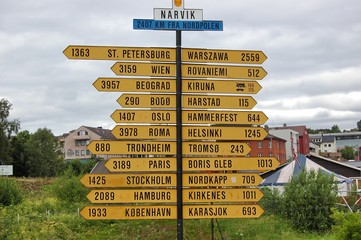 NARVIK
2407 KM FRA NORDPOLEN
1363 ST. PETERSBURG
WARSZAWA 2559
3159 WIEN
ROVANIEMI 512
3957 BEOGRAD
KIRUNA
290 BODØ
HARSTAD 115
1407 OSLO
HAMMERFEST 644
3978 ROMA
HELSINKI 1245
880 TRONDHEIM
TROMSØ 243
3189 PARIS
BORIS GLEB 1013
1425 STOCKHOLM
NORDKAPP 709
2089 HAMBURG
KIRKENES 1011
1933 KØBENHAVN
KARASJOK 693